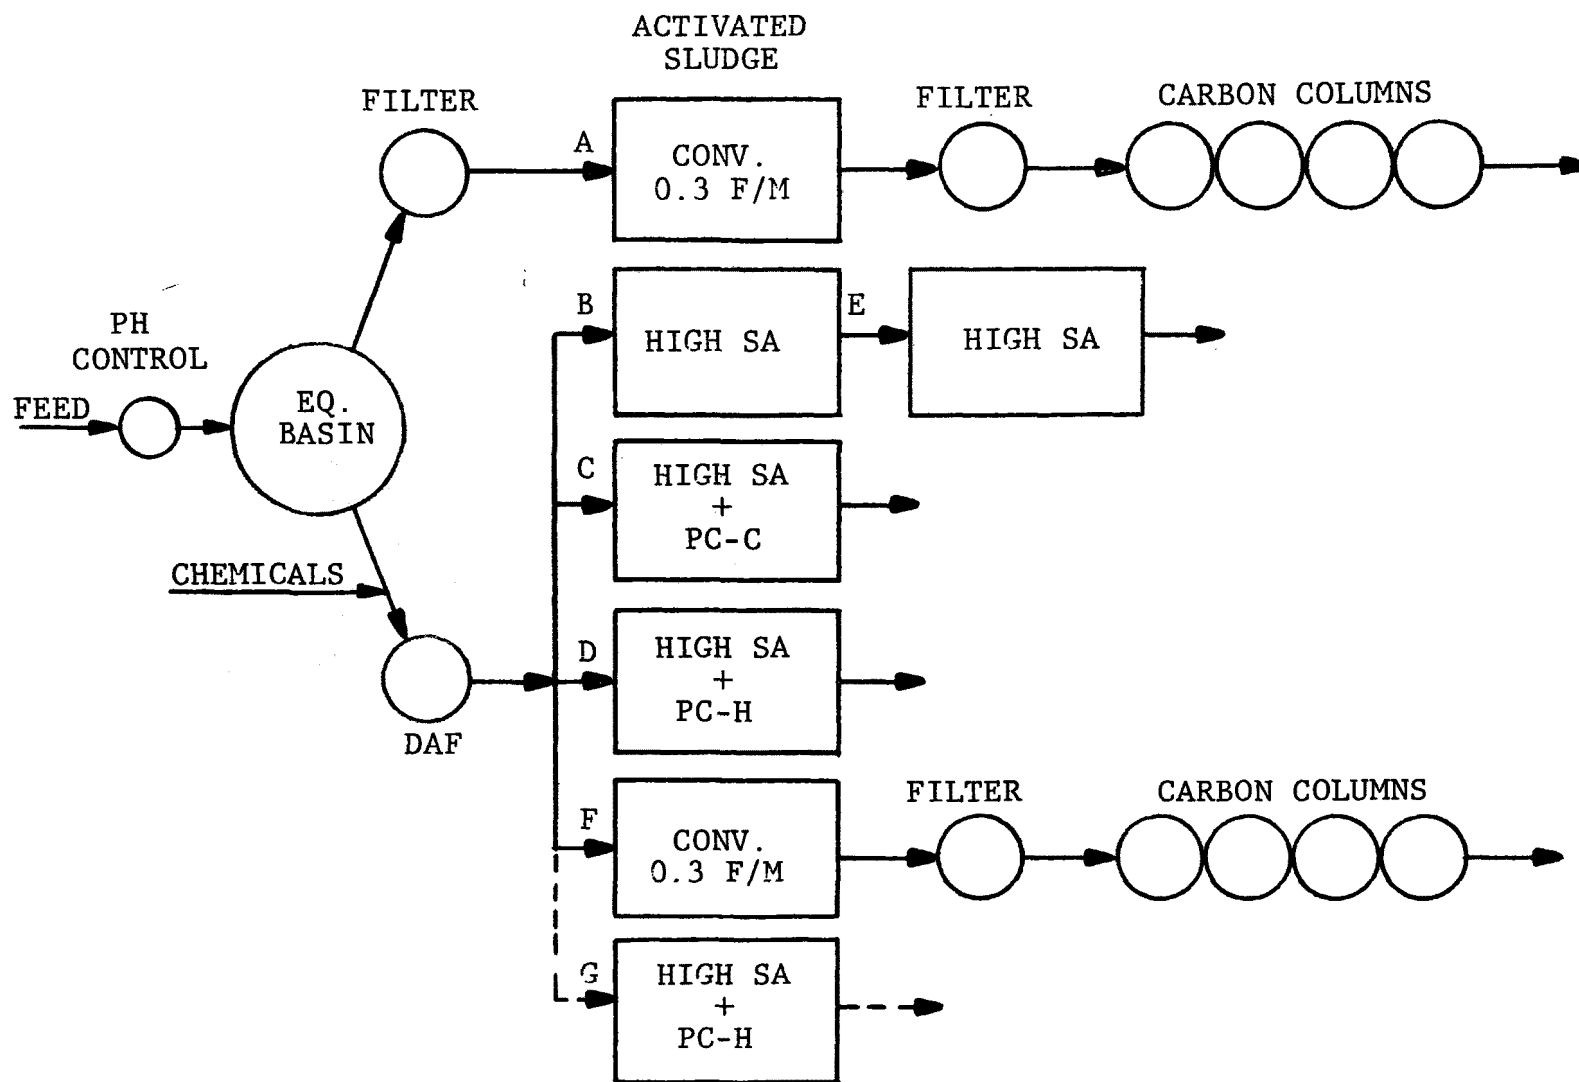 ACTIVATED
SLUDGE
FILTER
A
CONV.
0.3 F/M
FILTER
CARBON COLUMNS
PH
CONTROL
FEED
EQ.
BASIN
B
HIGH SA
E
HIGH SA
C
HIGH SA
+
PC-C
CHEMICALS
DAF
D
HIGH SA
+
PC-H
F
CONV.
0.3 F/M
FILTER
CARBON COLUMNS
G
HIGH SA
+
PC-H